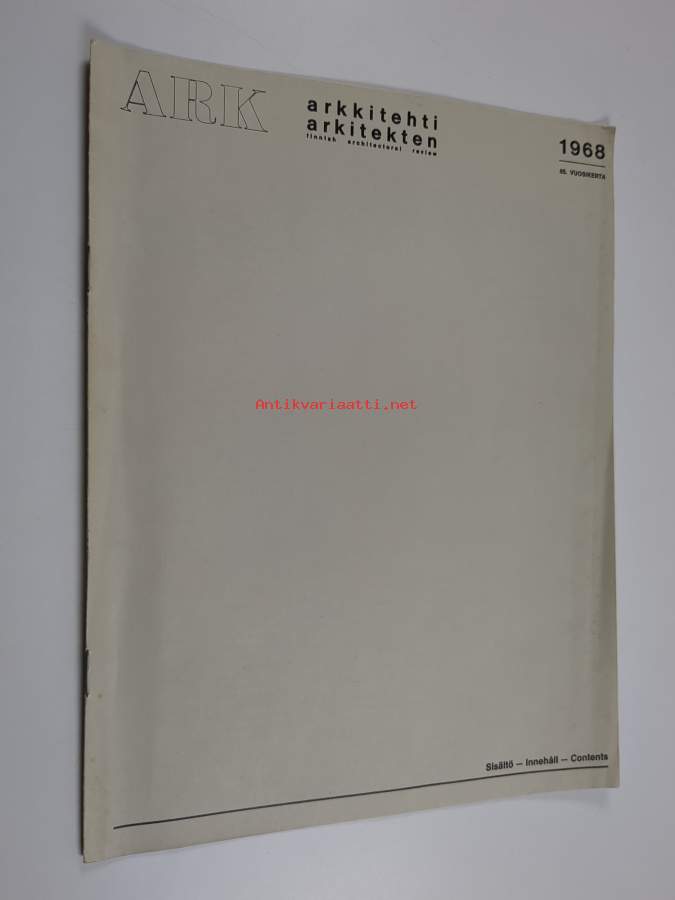 ARK
arkkitehti
arkitekten
finnish architectural review
1968
65. VUOSIKERTA
Antikvariaatti.net
Sisältö – Innehåll – Contents